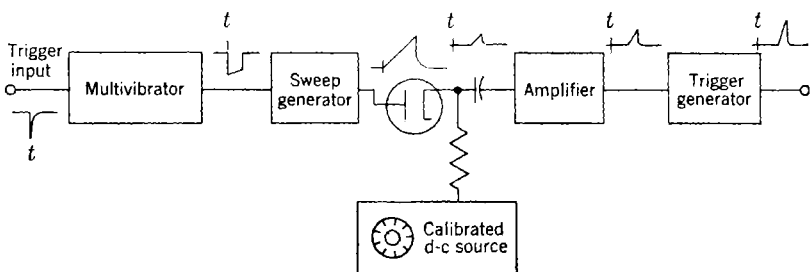 Trigger
input
t
Multivibrator
t
Sweep
generator
t
Amplifier
t
Trigger
generator
t
Calibrated
d-c source